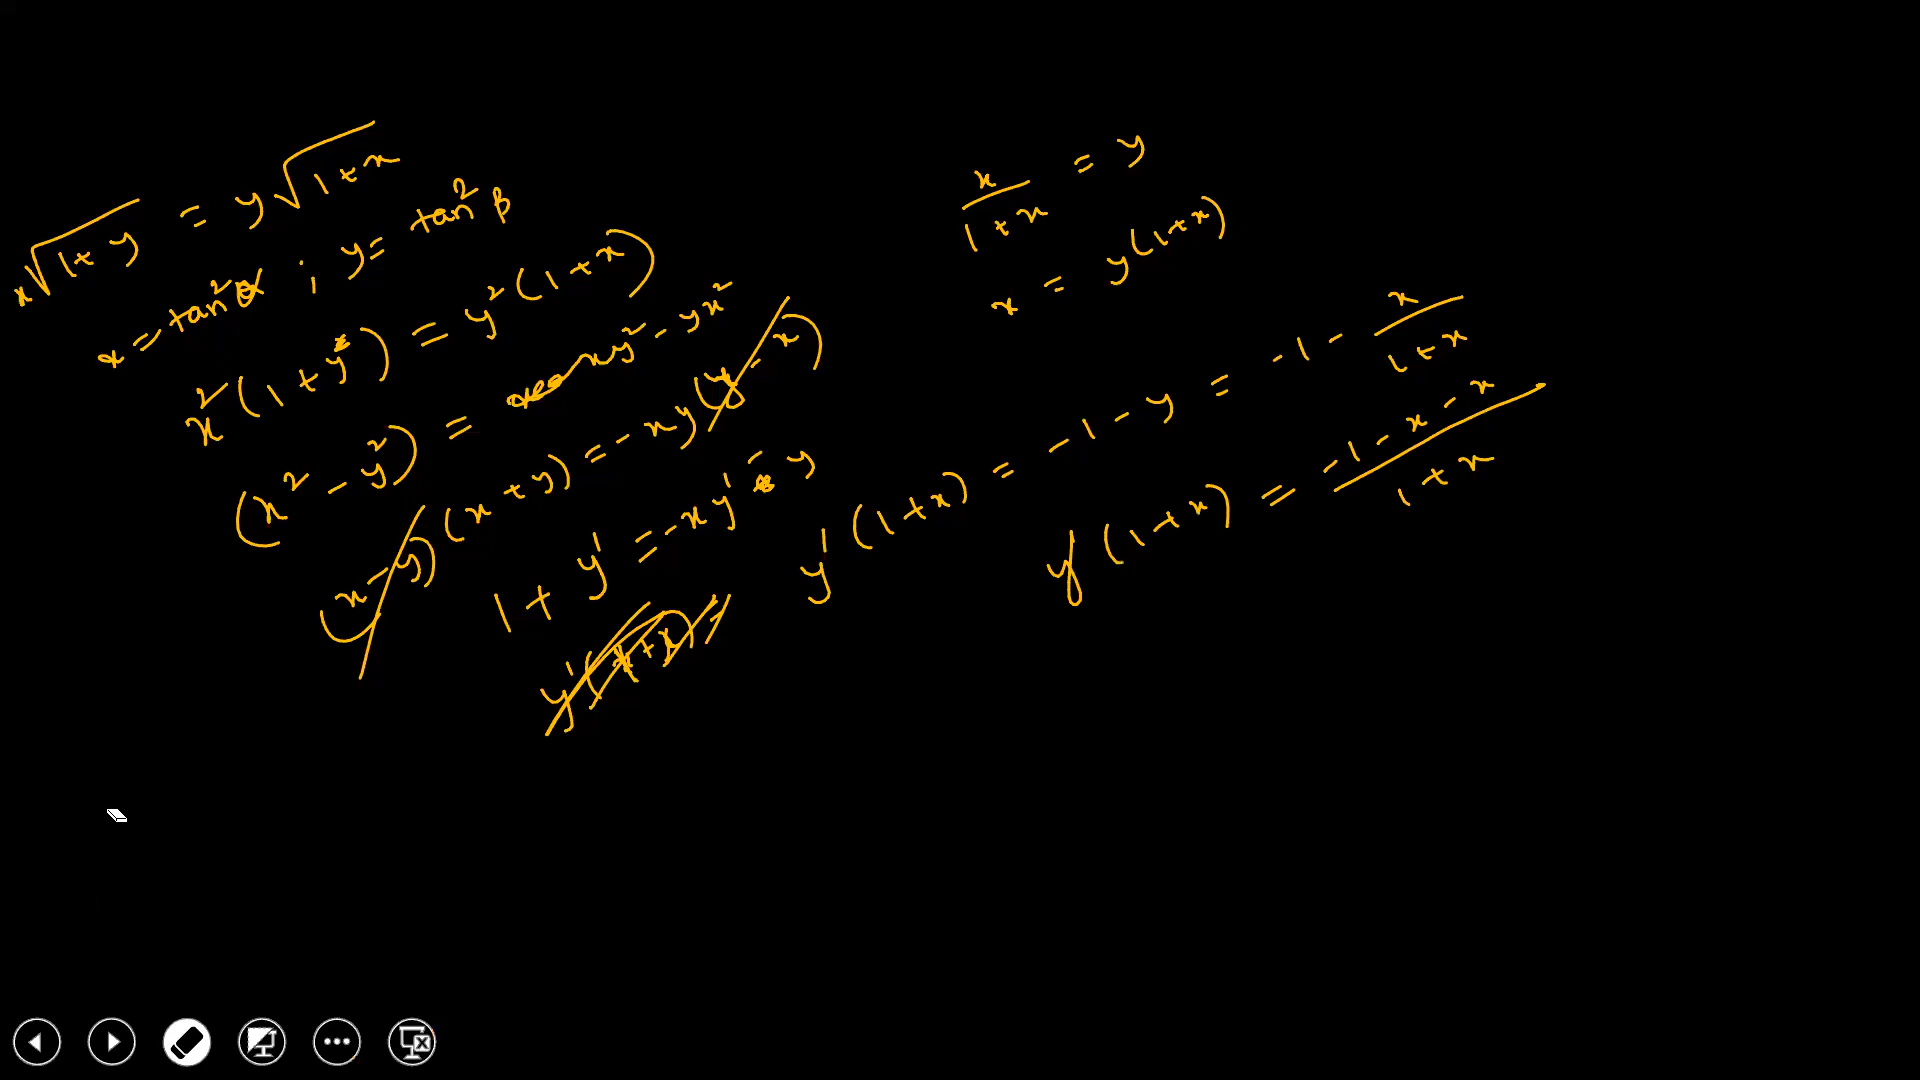 x√(1+y) = y√(1+x)
x = tan²α ; y = tan²β
x²(1+y) = y²(1+x)
(x² - y²) = xy² - yx²
(x-y)(x+y) = -xy(y-x)
1 + y' = -xy' - y
y'(1+x) =
x/(1+x) = y
x = y(1+x)
y'(1+x) = -1 - y = -1 - x/(1+x)
y'(1+x) = (-1-x-x)/(1+x)